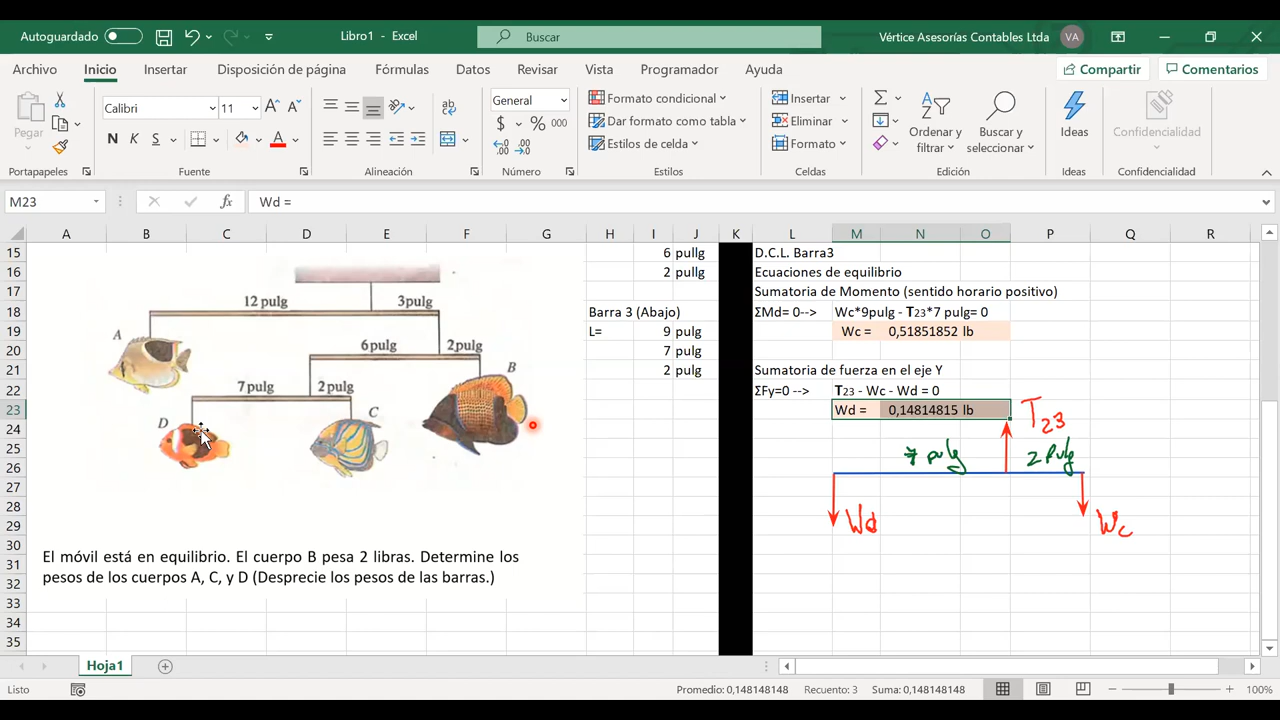 Autoguardado Libro1 - Excel Buscar Vértice Asesorías Contables Ltda VA
Archivo Inicio Insertar Disposición de página Fórmulas Datos Revisar Vista Programador Ayuda Compartir Comentarios
Pegar
Calibri 11
N K S
General
$ % 000
Formato condicional
Dar formato como tabla
Estilos de celda
Insertar
Eliminar
Formato
Ordenar y filtrar
Buscar y seleccionar
Ideas
Confidencialidad
Portapapeles Fuente Alineación Número Estilos Celdas Edición Ideas Confidencialidad
M23 fx Wd =
A B C D E F G H I J K L M N O P Q R
15 6 pullg D.C.L. Barra3
16 2 pullg Ecuaciones de equilibrio
17 Sumatoria de Momento (sentido horario positivo)
18 Barra 3 (Abajo) ΣMd= 0--> Wc*9pulg - T23*7 pulg= 0
19 L= 9 pulg Wc = 0,51851852 lb
20 7 pulg
21 2 pulg Sumatoria de fuerza en el eje Y
22 ΣFy=0 --> T23 - Wc - Wd = 0
23 Wd = 0,14814815 lb
24
25
26
27
28
29
30
31
32
33
34
35
12 pulg 3pulg
A
6pulg 2pulg
B
7 pulg 2 pulg
D C
T23
7 pulg 2 Pulg
Wd Wc
El móvil está en equilibrio. El cuerpo B pesa 2 libras. Determine los
pesos de los cuerpos A, C, y D (Desprecie los pesos de las barras.)
Hoja1
Listo Promedio: 0,148148148 Recuento: 3 Suma: 0,148148148 100%